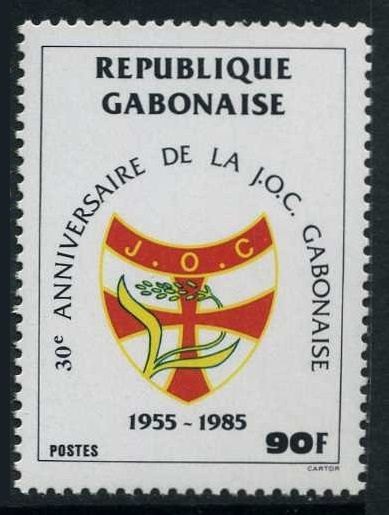 REPUBLIQUE
GABONAISE
30e ANNIVERSAIRE DE LA J.O.C. GABONAISE
J.O.C
1955 - 1985
POSTES
90F
CARTOR